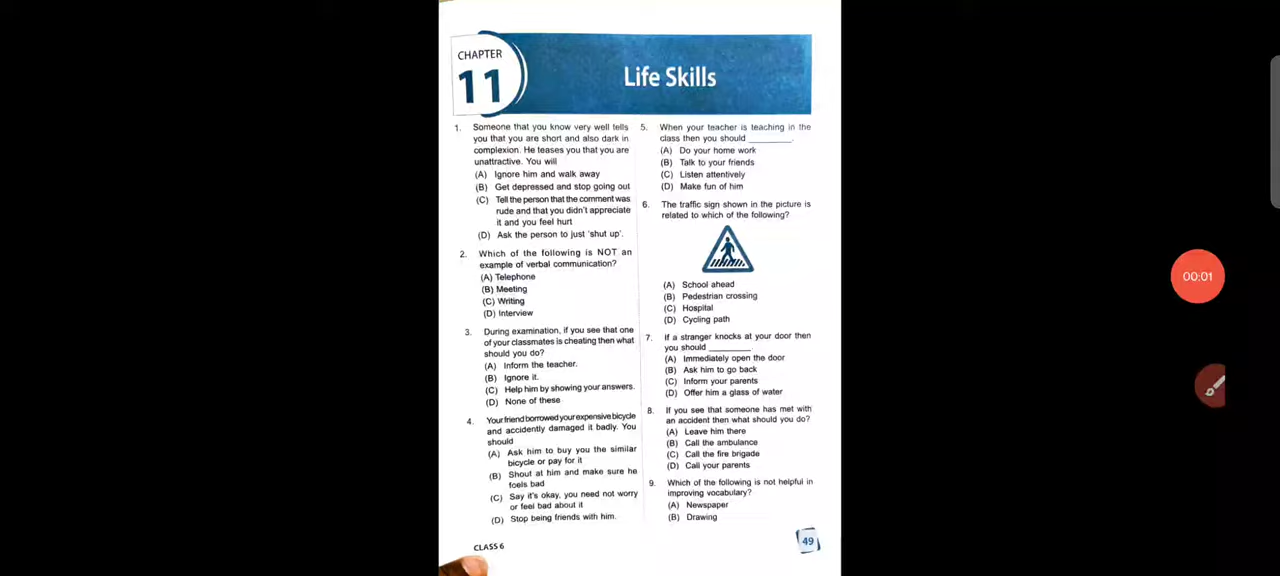 CHAPTER
11
Life Skills
1. Someone that you know very well tells
you that you are short and also dark in
complexion. He teases you that you are
unattractive. You will
(A) Ignore him and walk away
(B) Get depressed and stop going out
(C) Tell the person that the comment was
rude and that you didn't appreciate
it and you feel hurt
(D) Ask the person to just 'shut up'.
2. Which of the following is NOT an
example of verbal communication?
(A) Telephone
(B) Meeting
(C) Writing
(D) Interview
3. During examination, if you see that one
of your classmates is cheating then what
should you do?
(A) Inform the teacher.
(B) Ignore it.
(C) Help him by showing your answers.
(D) None of these
4. Your friend borrowed your expensive bicycle
and accidently damaged it badly. You
should
(A) Ask him to buy you the similar
bicycle or pay for it
(B) Shout at him and make sure he
feels bad
(C) Say it's okay, you need not worry
or feel bad about it
(D) Stop being friends with him.
5. When your teacher is teaching in the
class then you should ________.
(A) Do your home work
(B) Talk to your friends
(C) Listen attentively
(D) Make fun of him
6. The traffic sign shown in the picture is
related to which of the following?
(A) School ahead
(B) Pedestrian crossing
(C) Hospital
(D) Cycling path
7. If a stranger knocks at your door then
you should ________.
(A) Immediately open the door
(B) Ask him to go back
(C) Inform your parents
(D) Offer him a glass of water
8. If you see that someone has met with
an accident then what should you do?
(A) Leave him there
(B) Call the ambulance
(C) Call the fire brigade
(D) Call your parents
9. Which of the following is not helpful in
improving vocabulary?
(A) Newspaper
(B) Drawing
CLASS 6
49
00:01